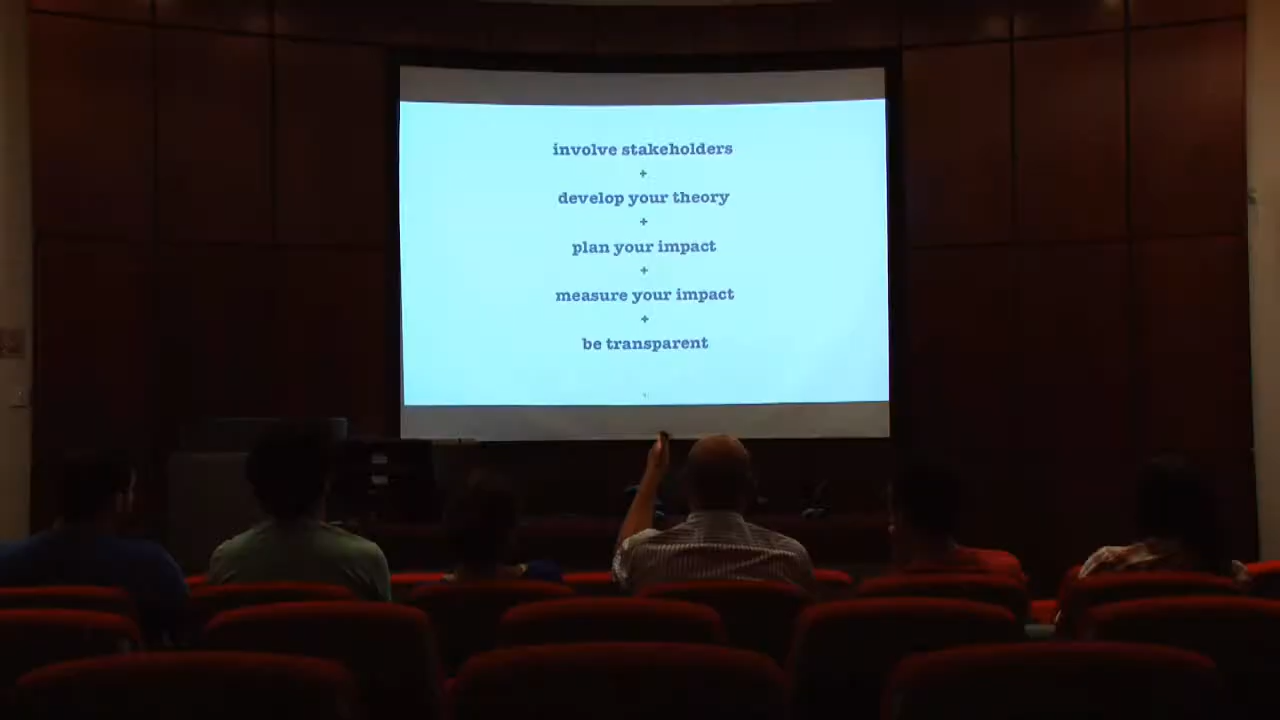 involve stakeholders
+
develop your theory
+
plan your impact
+
measure your impact
+
be transparent